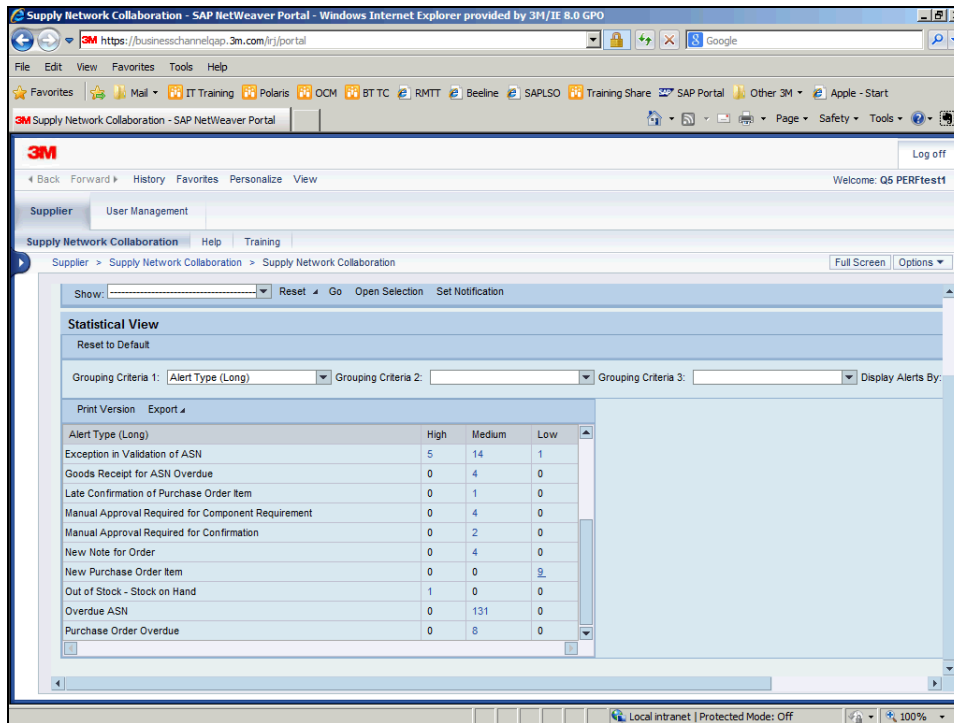 Supply Network Collaboration - SAP NetWeaver Portal - Windows Internet Explorer provided by 3M/IE 8.0 GPO
3M https://businesschannelqap.3m.com/irj/portal
Google
File Edit View Favorites Tools Help
Favorites Mail IT Training Polaris OCM BT TC RMTT Beeline SAPLSO Training Share SAP Portal Other 3M Apple - Start
3M Supply Network Collaboration - SAP NetWeaver Portal
Page Safety Tools
3M
Log off
Back Forward History Favorites Personalize View
Welcome: Q5 PERFtest1
Supplier User Management
Supply Network Collaboration Help Training
Supplier > Supply Network Collaboration > Supply Network Collaboration
Full Screen Options
Show: Reset Go Open Selection Set Notification
Statistical View
Reset to Default
Grouping Criteria 1: Alert Type (Long) Grouping Criteria 2: Grouping Criteria 3: Display Alerts By:
Print Version Export
Alert Type (Long) High Medium Low
Exception in Validation of ASN 5 14 1
Goods Receipt for ASN Overdue 0 4 0
Late Confirmation of Purchase Order Item 0 1 0
Manual Approval Required for Component Requirement 0 4 0
Manual Approval Required for Confirmation 0 2 0
New Note for Order 0 4 0
New Purchase Order Item 0 0 9
Out of Stock - Stock on Hand 1 0 0
Overdue ASN 0 131 0
Purchase Order Overdue 0 8 0
Local intranet | Protected Mode: Off
100%